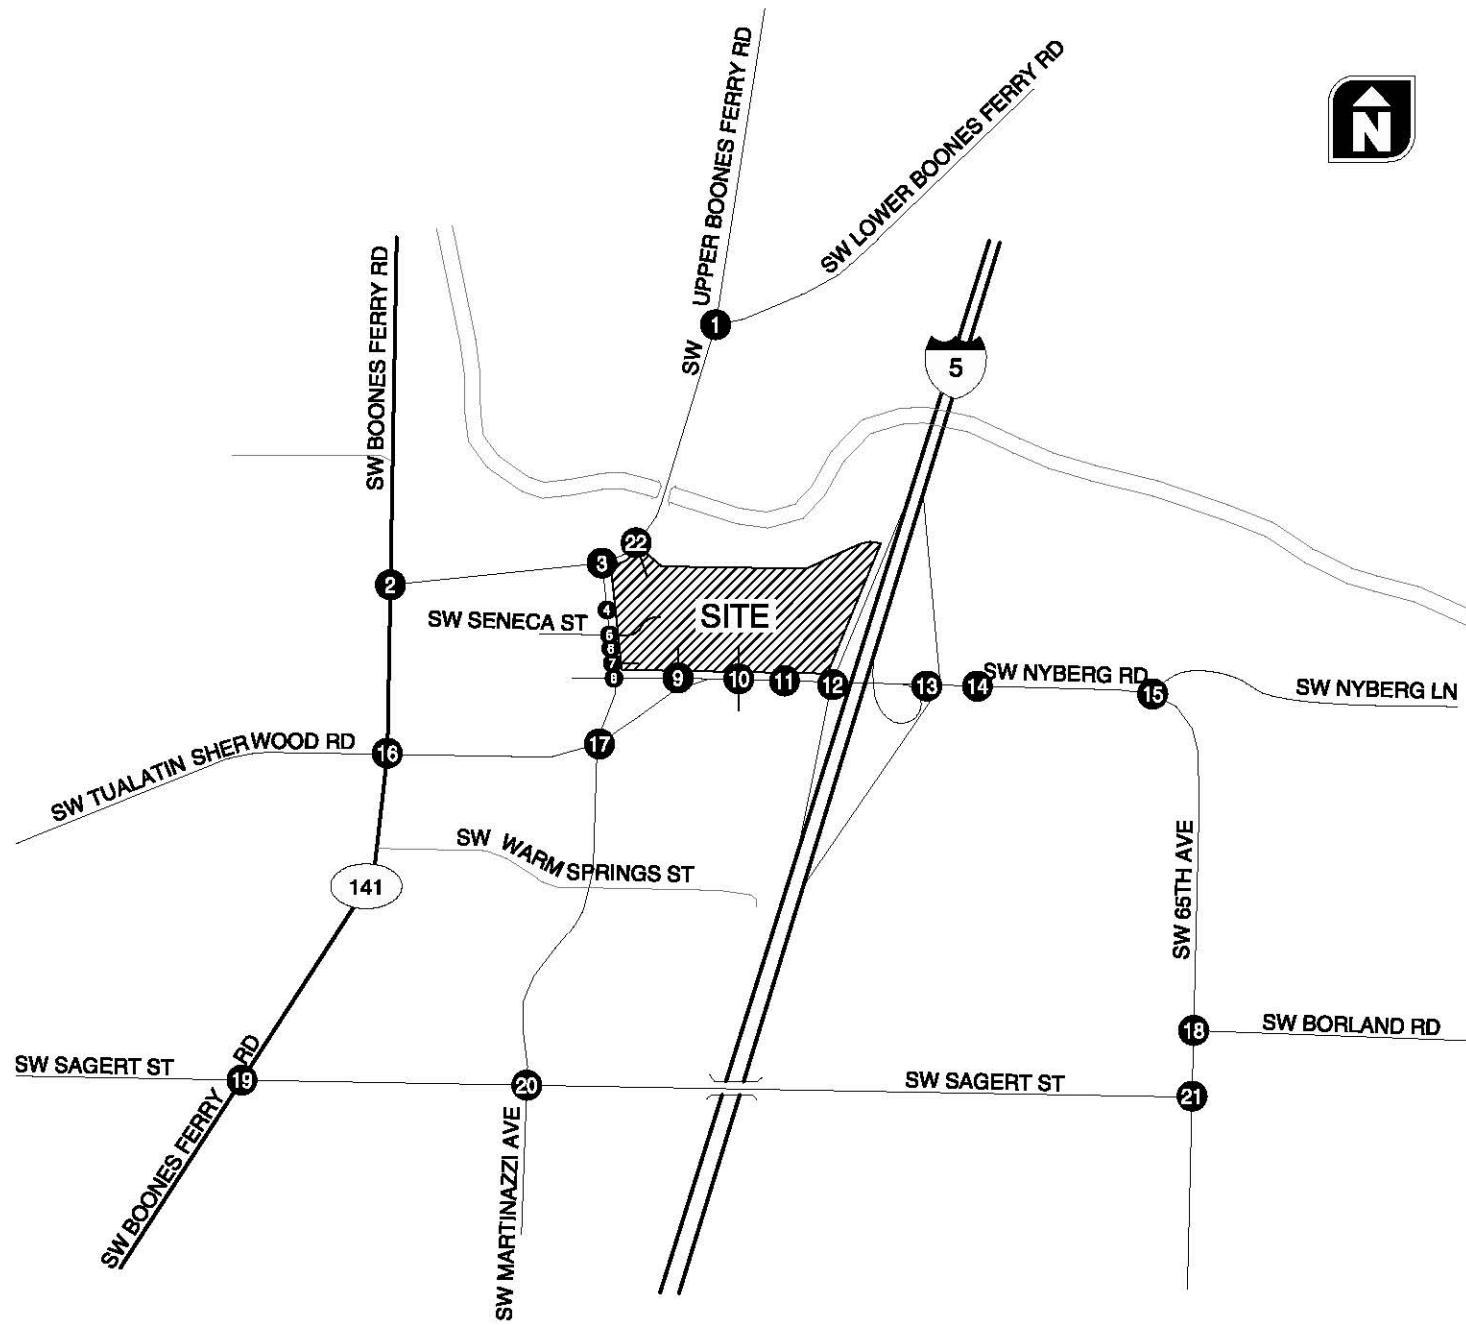 UPPER BOONES FERRY RD
SW
SW LOWER BOONES FERRY RD
N
SW BOONES FERRY RD
1
5
22
3
2
4
SW SENECA ST
SITE
6
7
8
9
10
11
12
13
14
SW NYBERG RD
15
SW NYBERG LN
17
16
SW TUALATIN SHERWOOD RD
SW WARM SPRINGS ST
141
SW 65TH AVE
18
SW BORLAND RD
SW SAGERT ST
19
20
SW SAGERT ST
21
SW BOONES FERRY RD
SW MARTINAZZI AVE